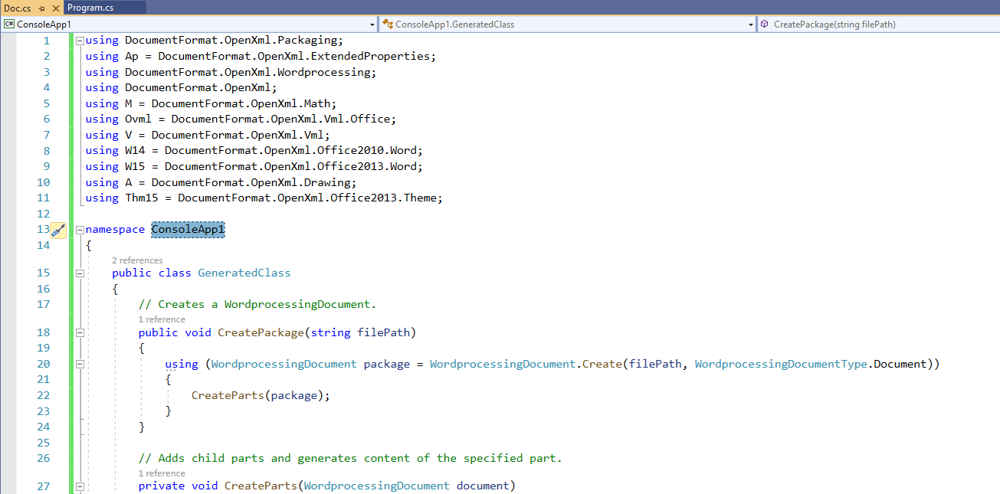 Doc.cs Program.cs
C# ConsoleApp1 ConsoleApp1.GeneratedClass CreatePackage(string filePath)
1 using DocumentFormat.OpenXml.Packaging;
2 using Ap = DocumentFormat.OpenXml.ExtendedProperties;
3 using DocumentFormat.OpenXml.Wordprocessing;
4 using DocumentFormat.OpenXml;
5 using M = DocumentFormat.OpenXml.Math;
6 using Ovml = DocumentFormat.OpenXml.Vml.Office;
7 using V = DocumentFormat.OpenXml.Vml;
8 using W14 = DocumentFormat.OpenXml.Office2010.Word;
9 using W15 = DocumentFormat.OpenXml.Office2013.Word;
10 using A = DocumentFormat.OpenXml.Drawing;
11 using Thm15 = DocumentFormat.OpenXml.Office2013.Theme;
12
13 namespace ConsoleApp1
14 {
2 references
15 public class GeneratedClass
16 {
17 // Creates a WordprocessingDocument.
1 reference
18 public void CreatePackage(string filePath)
19 {
20 using (WordprocessingDocument package = WordprocessingDocument.Create(filePath, WordprocessingDocumentType.Document))
21 {
22 CreateParts(package);
23 }
24 }
25
26 // Adds child parts and generates content of the specified part.
1 reference
27 private void CreateParts(WordprocessingDocument document)